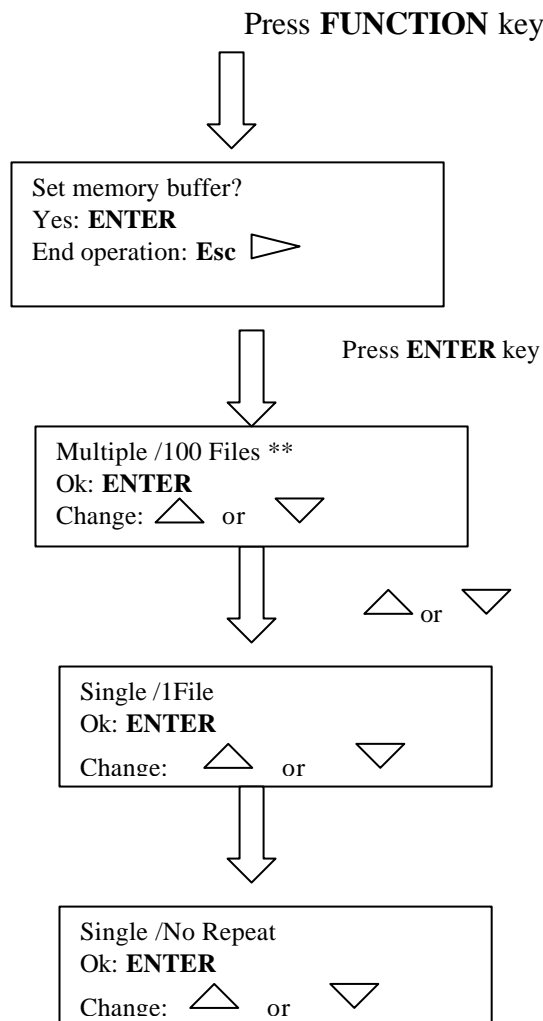 Press FUNCTION key
Set memory buffer?
Yes: ENTER
End operation: Esc
Press ENTER key
Multiple /100 Files **
Ok: ENTER
Change: or
or
Single /1File
Ok: ENTER
Change: or
Single /No Repeat
Ok: ENTER
Change: or